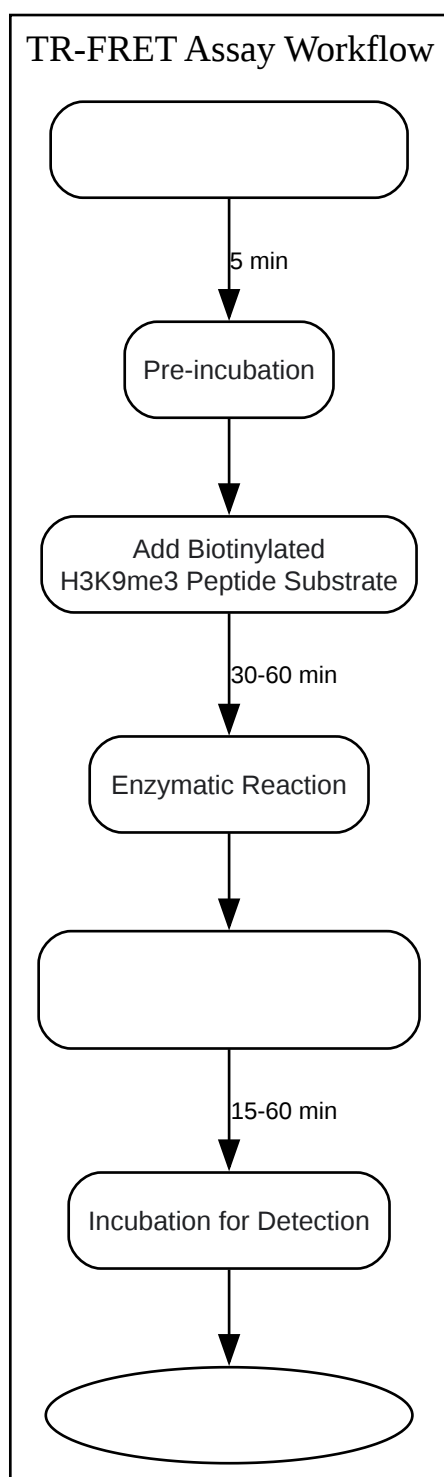 TR-FRET Assay Workflow
5 min
Pre-incubation
Add Biotinylated
H3K9me3 Peptide Substrate
30-60 min
Enzymatic Reaction
15-60 min
Incubation for Detection